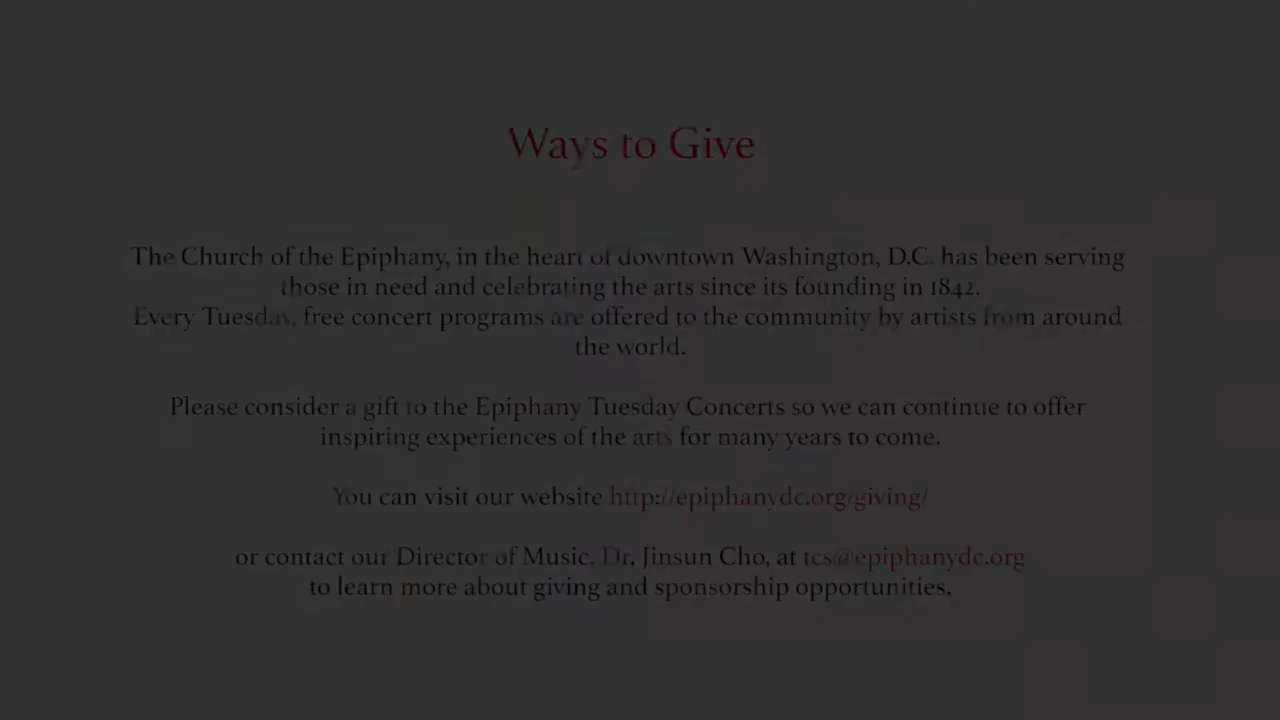 Ways to Give
The Church of the Epiphany, in the heart of downtown Washington, D.C. has been serving
those in need and celebrating the arts since its founding in 1842.
Every Tuesday, free concert programs are offered to the community by artists from around
the world.
Please consider a gift to the Epiphany Tuesday Concerts so we can continue to offer
inspiring experiences of the arts for many years to come.
You can visit our website http://epiphanydc.org/giving/
or contact our Director of Music, Dr. Jinsun Cho, at tcs@epiphanydc.org
to learn more about giving and sponsorship opportunities.